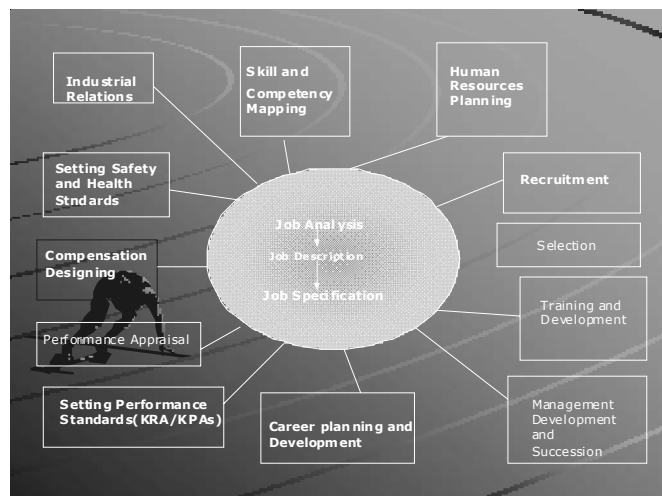 Industrial
Relations
Skill and
Competency
Mapping
Human
Resources
Planning
Setting Safety
and Health
Stndards
Recruitment
Job Analysis
Selection
Compensation
Designing
Job Description
Job Specification
Training and
Development
Performance Appraisal
Setting Performance
Standards(KRA/KPAs)
Career planning and
Development
Management
Development
and
Succession